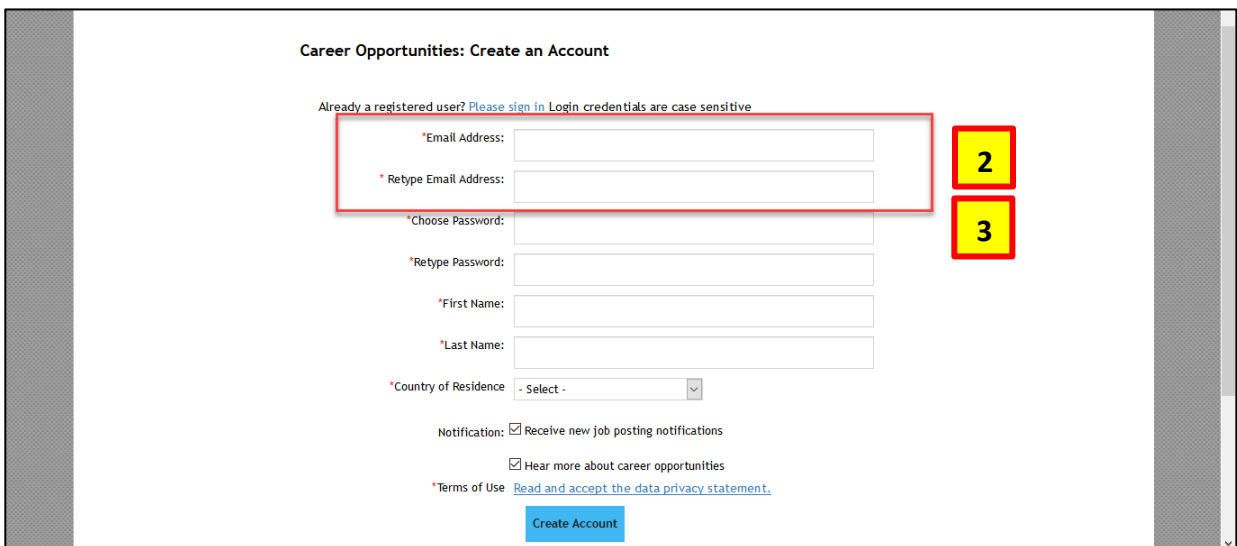 Career Opportunities: Create an Account
Already a registered user? Please sign in Login credentials are case sensitive
*Email Address:
2
* Retype Email Address:
*Choose Password:
3
*Retype Password:
*First Name:
*Last Name:
*Country of Residence - Select -
Notification: Receive new job posting notifications
Hear more about career opportunities
*Terms of Use Read and accept the data privacy statement.
Create Account